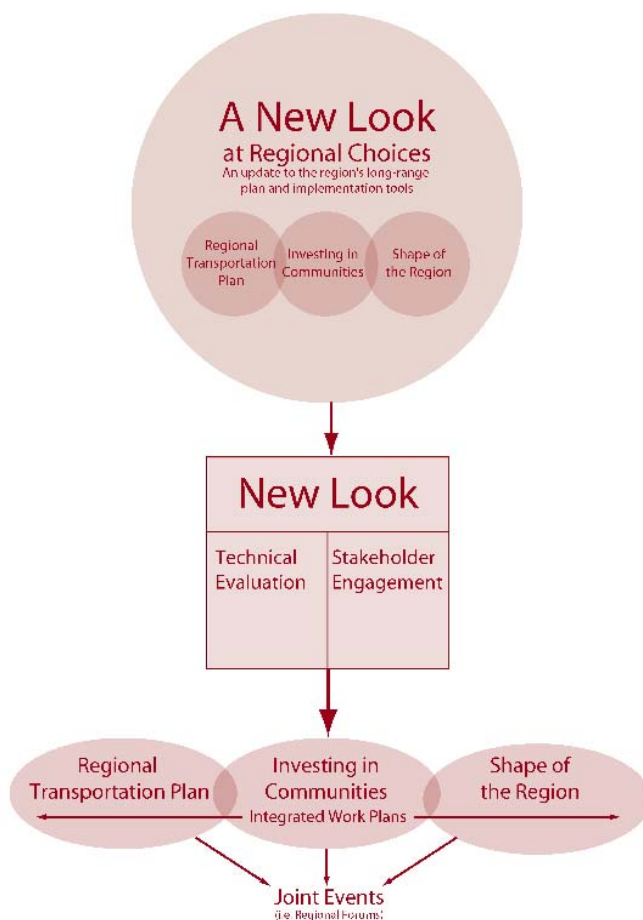 A New Look
at Regional Choices
An update to the region's long-range
plan and implementation tools
Regional
Transportation
Plan
Investing in
Communities
Shape of
the Region
New Look
Technical
Evaluation
Stakeholder
Engagement
Regional
Transportation Plan
Investing in
Communities
Shape of
the Region
Integrated Work Plans
Joint Events
(i.e. Regional Forums)